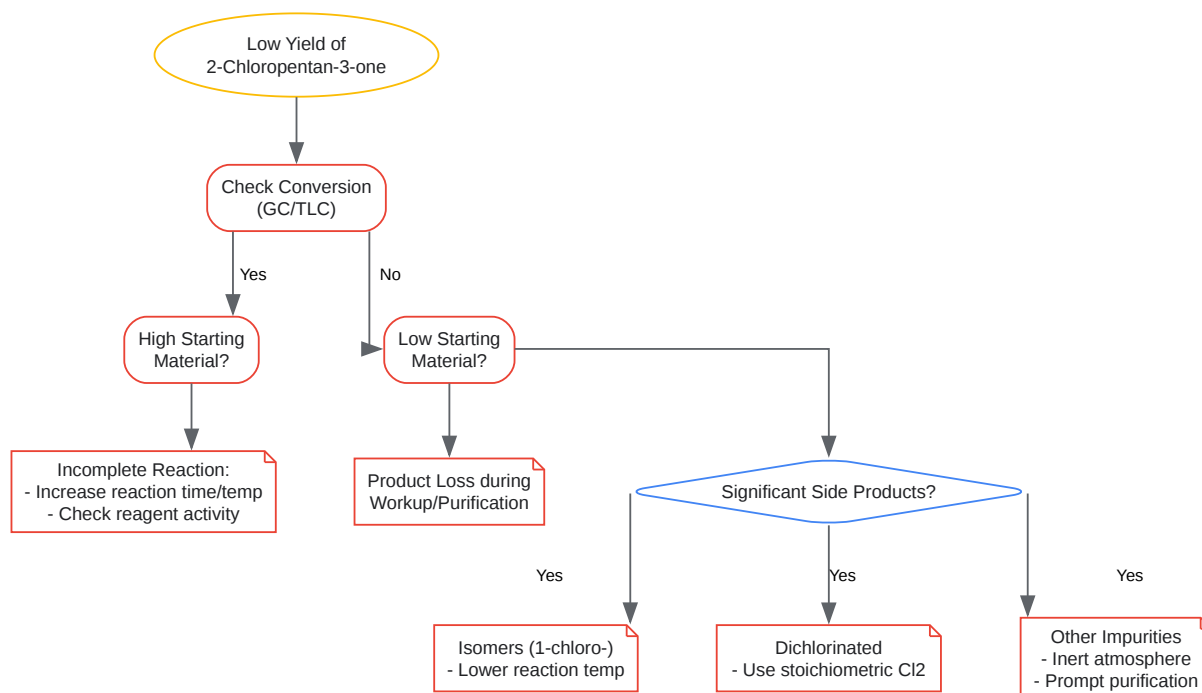 Low Yield of
2-Chloropentan-3-one
Check Conversion
(GC/TLC)
Yes
No
High Starting
Material?
Low Starting
Material?
Incomplete Reaction:
- Increase reaction time/temp
- Check reagent activity
Product Loss during
Workup/Purification
Significant Side Products?
Yes
Yes
Yes
Isomers (1-chloro-)
- Lower reaction temp
Dichlorinated
- Use stoichiometric Cl2
Other Impurities
- Inert atmosphere
- Prompt purification